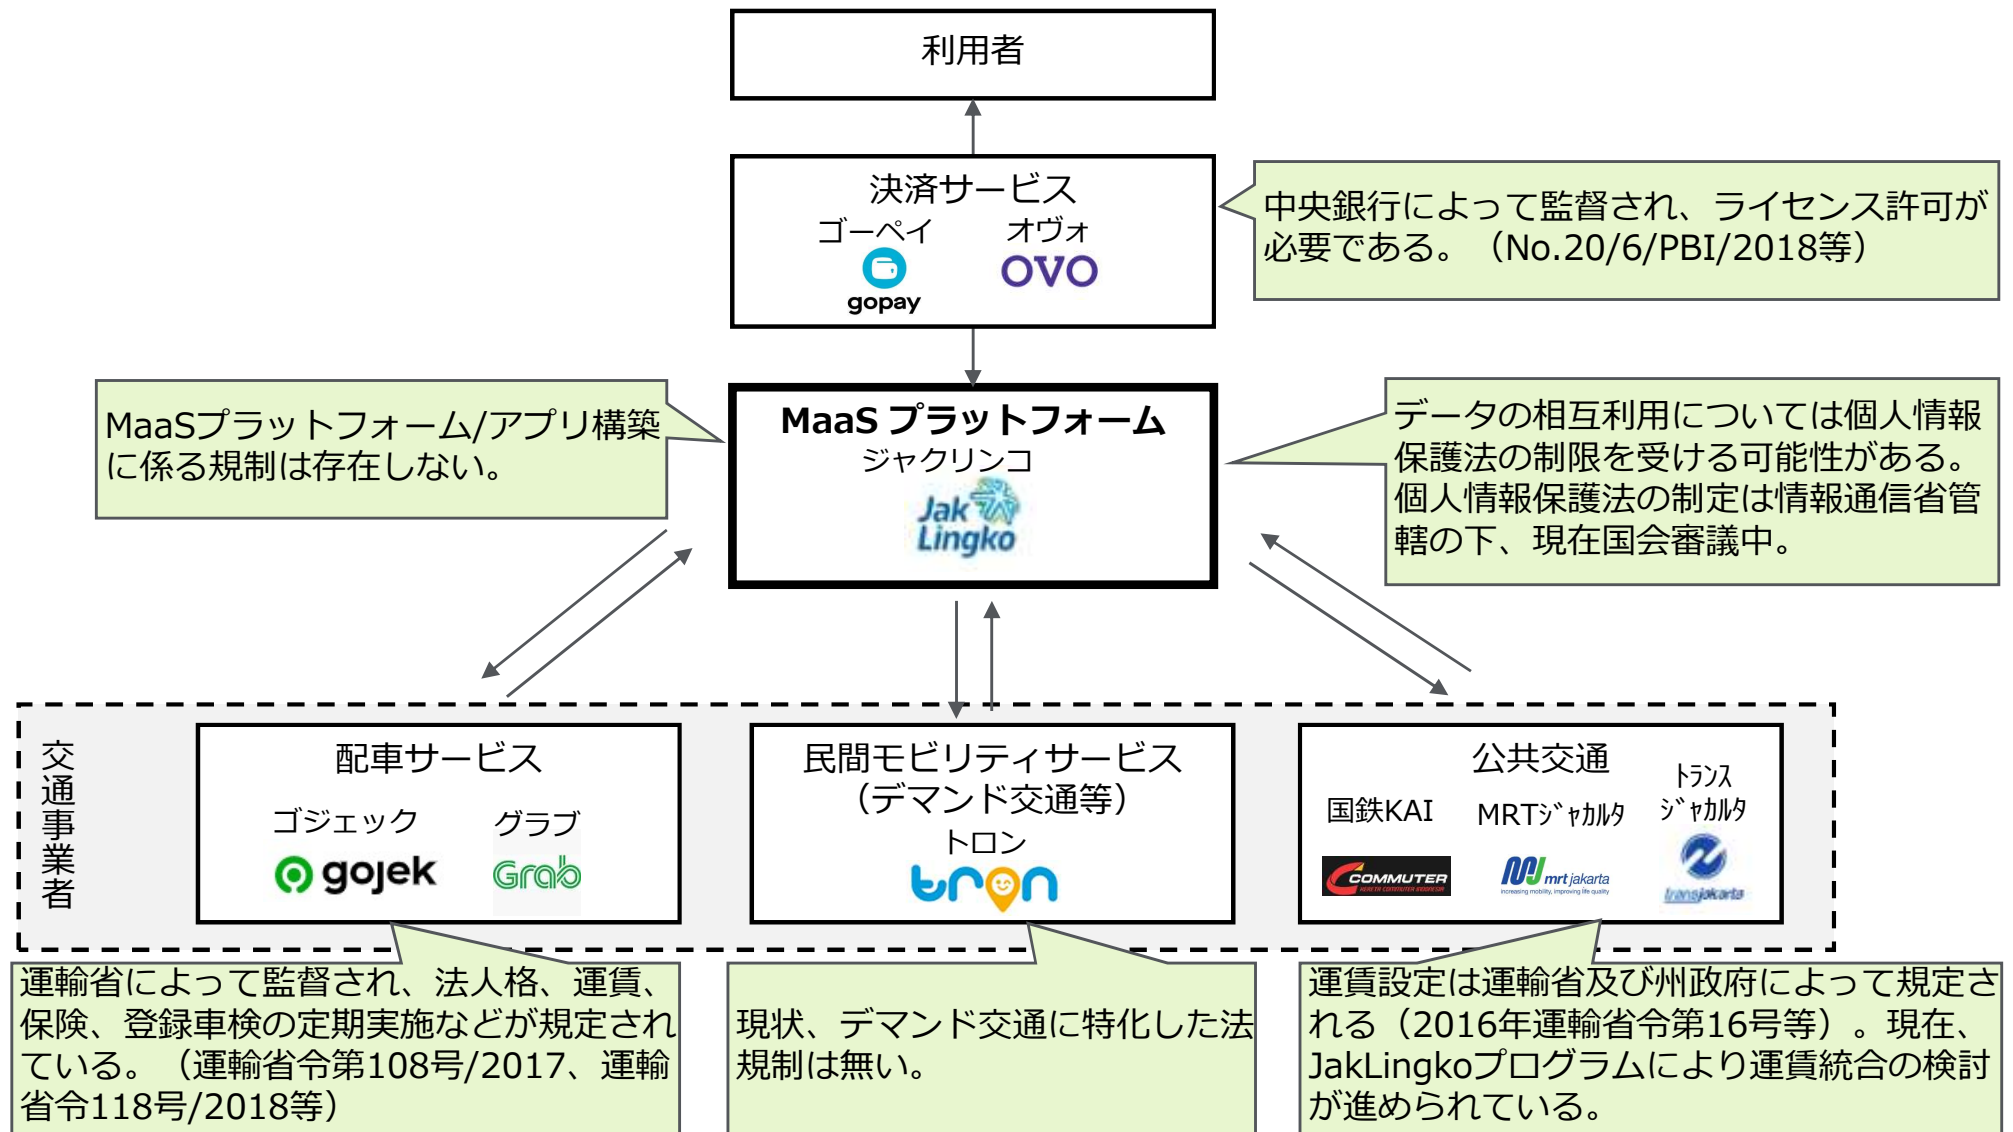 利用者
決済サービス
ゴーペイ
オヴォ
gopay
OVO
中央銀行によって監督され、ライセンス許可が
必要である。（No.20/6/PBI/2018等）
MaaSプラットフォーム/アプリ構築
に係る規制は存在しない。
MaaS プラットフォーム
ジャクリンコ
Jak
Lingko
データの相互利用については個人情報
保護法の制限を受ける可能性がある。
個人情報保護法の制定は情報通信省管
轄の下、現在国会審議中。
交通事業者
配車サービス
ゴジェック
グラブ
gojek
Grab
民間モビリティサービス
（デマンド交通等）
トロン
tron
公共交通
国鉄KAI
MRTｼﾞｬｶﾙﾀ
ﾄﾗﾝｽ
ｼﾞｬｶﾙﾀ
COMMUTER
KERETA COMMUTER INDONESIA
mrt jakarta
increasing mobility, improving life quality
transjakarta
運輸省によって監督され、法人格、運賃、
保険、登録車検の定期実施などが規定され
ている。（運輸省令第108号/2017、運輸
省令118号/2018等）
現状、デマンド交通に特化した法
規制は無い。
運賃設定は運輸省及び州政府によって規定さ
れる（2016年運輸省令第16号等）。現在、
JakLingkoプログラムにより運賃統合の検討
が進められている。